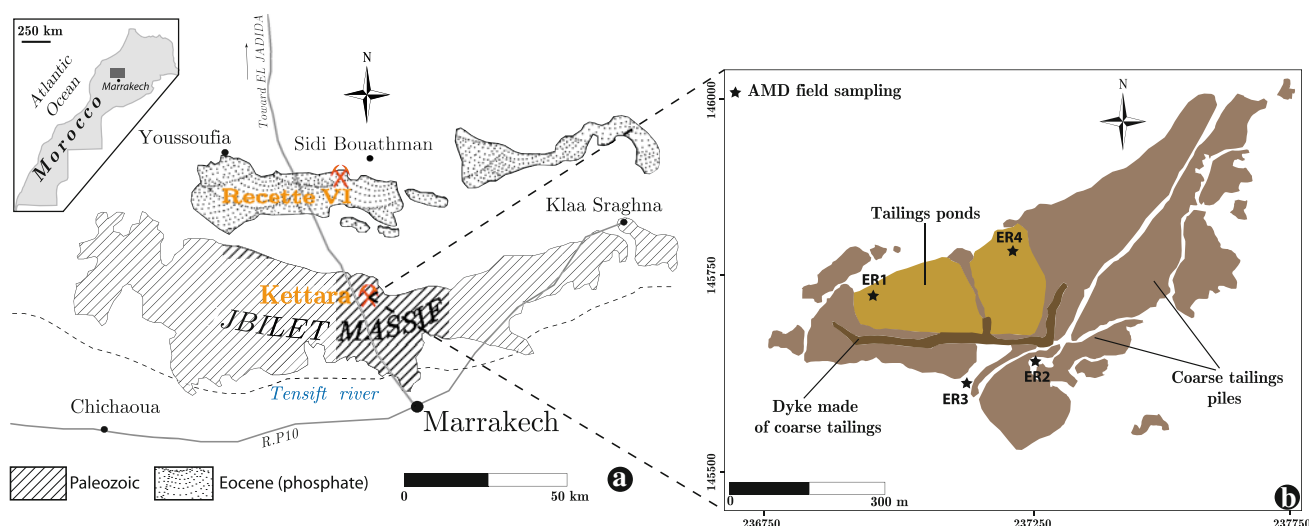 250 km
Atlantic
Ocean
Marrakech
Morocco
Toward EL JADIDA
N
Youssoufia
Sidi Bouathman
Recette VI
Klaa Sraghna
Kettara
JBILET MASSIF
Tensift river
Chichaoua
Marrakech
R.P10
Paleozoic
Eocene (phosphate)
0
50 km
a
AMD field sampling
N
146000
145750
145500
Tailings ponds
ER4
ER1
ER2
ER3
Dyke made
of coarse tailings
Coarse tailings
piles
0
300 m
b
236750
237250
237750